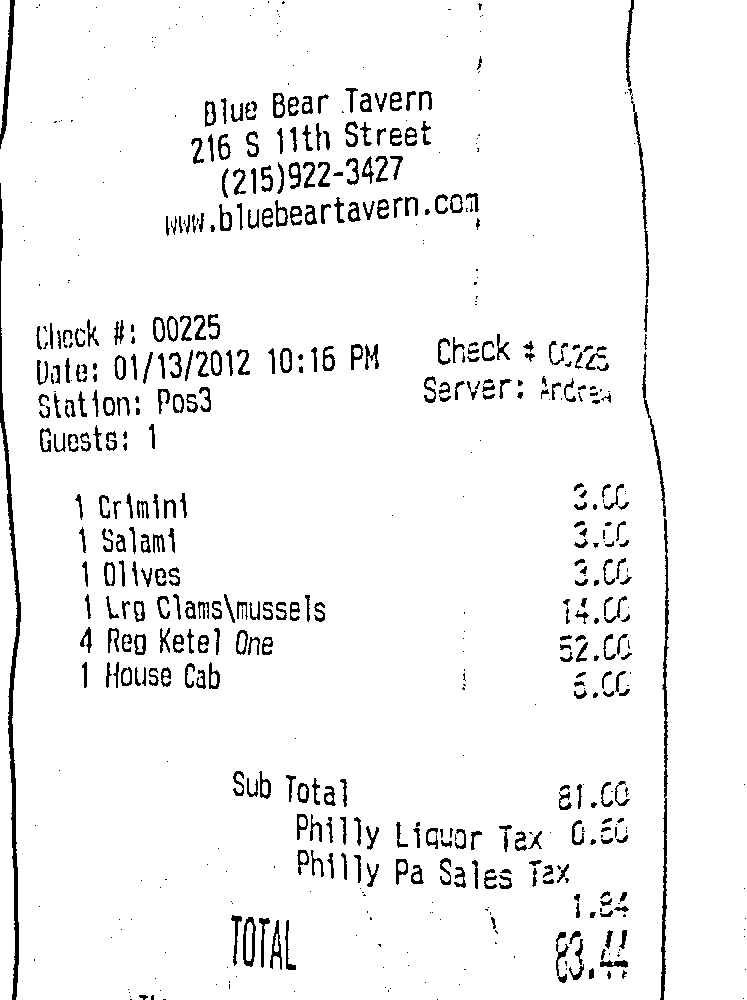 Blue Bear Tavern
216 S 11th Street
(215)922-3427
www.bluebeartavern.com
Check #: 00225
Date: 01/13/2012 10:16 PM Check # 00225
Station: Pos3 Server: Andrew
Guests: 1
1 Crimini 3.00
1 Salami 3.00
1 Olives 3.00
1 Lrg Clams\mussels 14.00
4 Reg Ketel One 52.00
1 House Cab 6.00
Sub Total 81.00
Philly Liquor Tax 0.60
Philly Pa Sales Tax
1.84
TOTAL 83.44